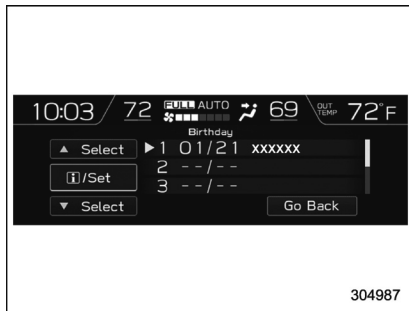 10:03 72 FULL AUTO 69 OUT TEMP 72°F
Birthday
▲ Select ▶1 01/21 xxxxxx
2 --/--
i/Set
3 --/--
▼ Select Go Back
304987